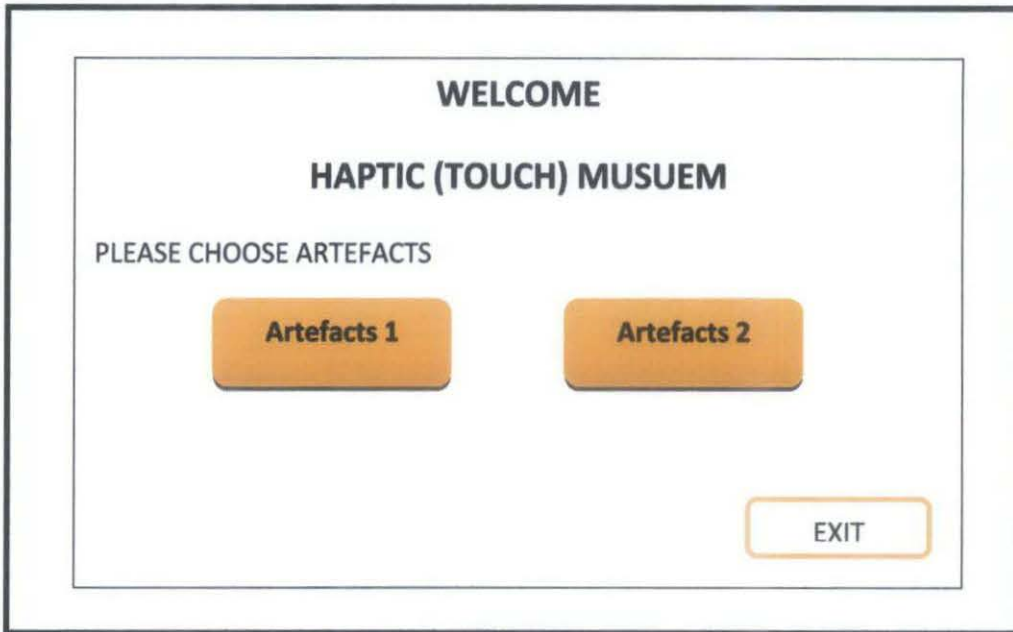 WELCOME
HAPTIC (TOUCH) MUSUEM
PLEASE CHOOSE ARTEFACTS
Artefacts 1 Artefacts 2
EXIT